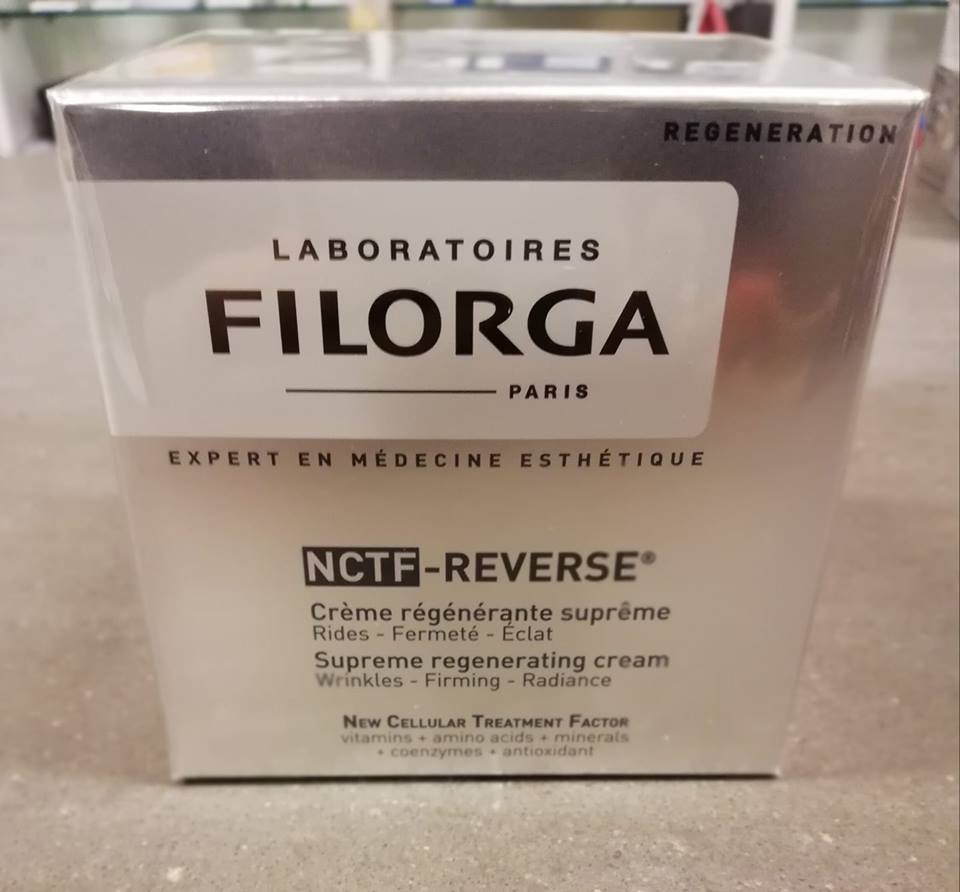 REGENERATION
LABORATOIRES
FILORGA
PARIS
EXPERT EN MÉDECINE ESTHÉTIQUE
NCTF-REVERSE®
Crème régénérante suprême
Rides - Fermeté - Éclat
Supreme regenerating cream
Wrinkles - Firming - Radiance
NEW CELLULAR TREATMENT FACTOR
vitamins + amino acids + minerals
+ coenzymes + antioxidant